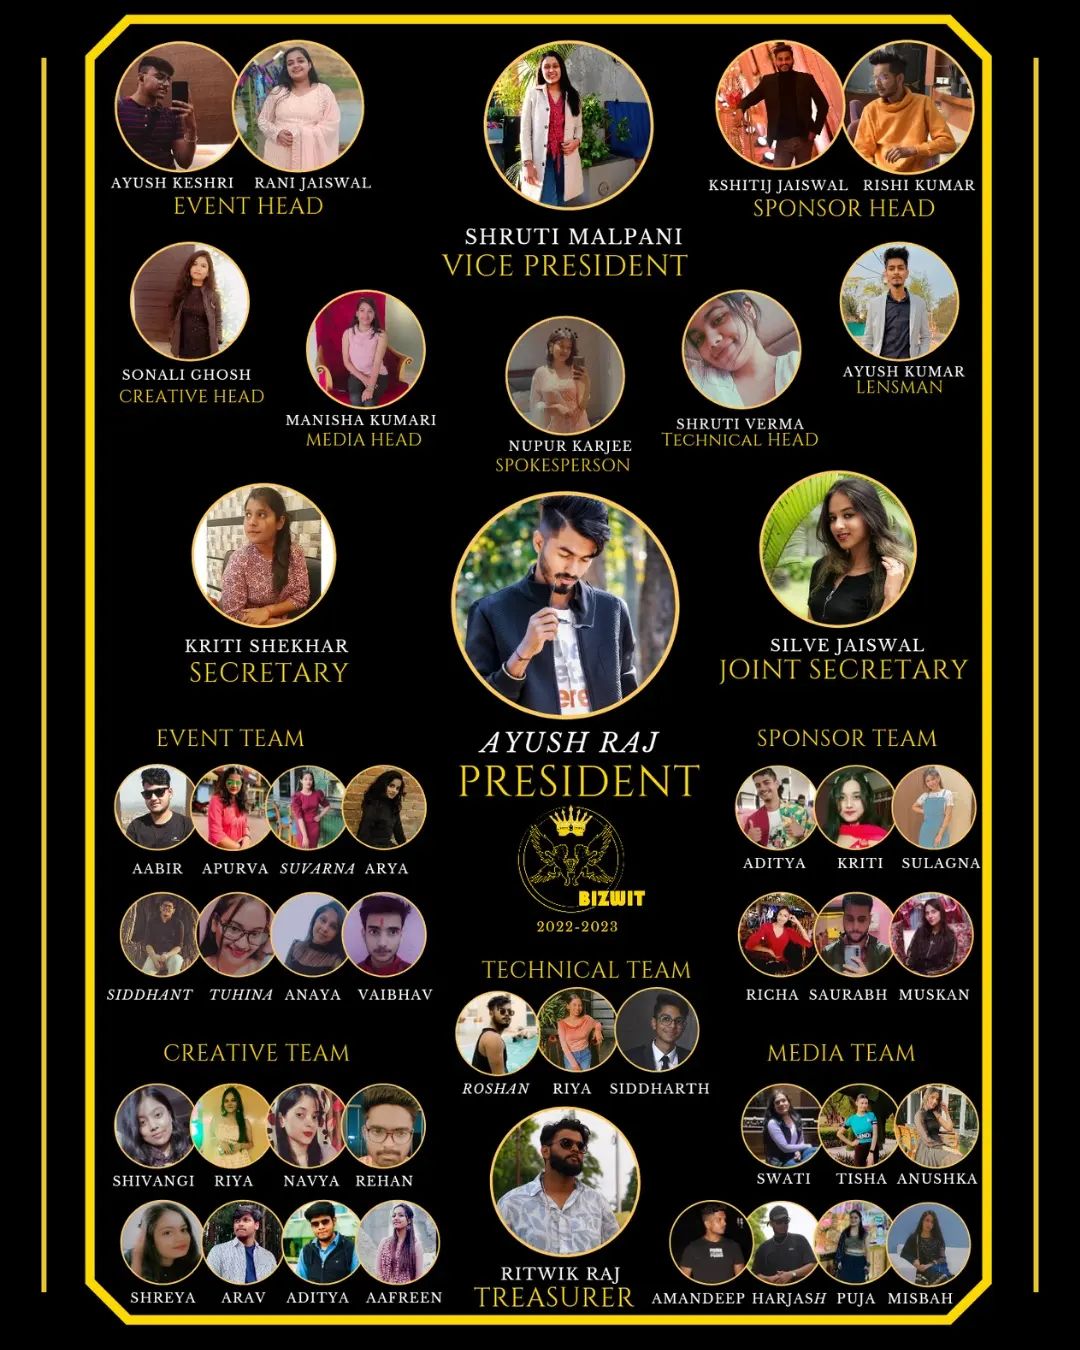 AYUSH KESHRI RANI JAISWAL
EVENT HEAD
SHRUTI MALPANI
VICE PRESIDENT
KSHITIJ JAISWAL RISHI KUMAR
SPONSOR HEAD
SONALI GHOSH
CREATIVE HEAD
MANISHA KUMARI
MEDIA HEAD
NUPUR KARJEE
SPOKESPERSON
SHRUTI VERMA
TECHNICAL HEAD
AYUSH KUMAR
LENSMAN
KRITI SHEKHAR
SECRETARY
AYUSH RAJ
PRESIDENT
SILVE JAISWAL
JOINT SECRETARY
BIZWIT
2022-2023
EVENT TEAM
AABIR APURVA SUVARNA ARYA
SIDDHANT TUHINA ANAYA VAIBHAV
SPONSOR TEAM
ADITYA KRITI SULAGNA
RICHA SAURABH MUSKAN
TECHNICAL TEAM
ROSHAN RIYA SIDDHARTH
CREATIVE TEAM
SHIVANGI RIYA NAVYA REHAN
SHREYA ARAV ADITYA AAFREEN
RITWIK RAJ
TREASURER
MEDIA TEAM
SWATI TISHA ANUSHKA
AMANDEEP HARJASH PUJA MISBAH